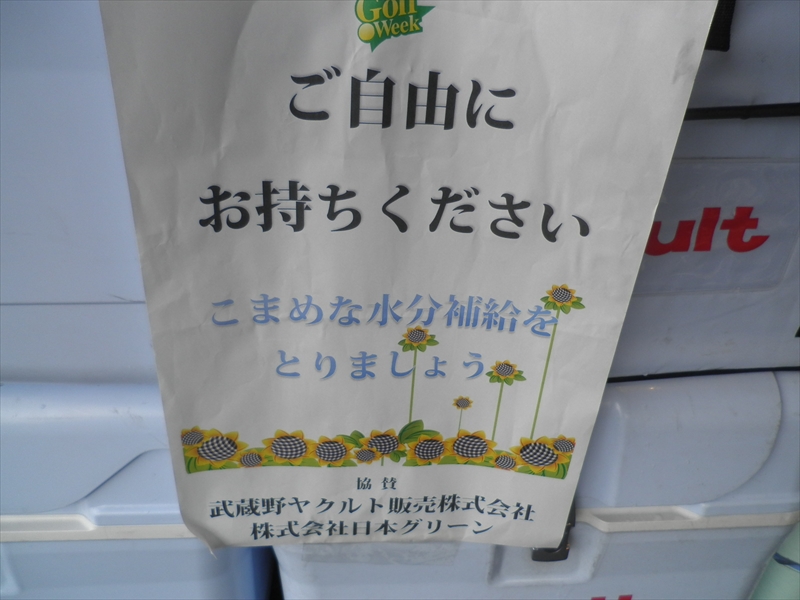 Golf
Week
ご自由に
お持ちください
ult
こまめな水分補給を
とりましょう
協賛
武蔵野ヤクルト販売株式会社
株式会社日本グリーン